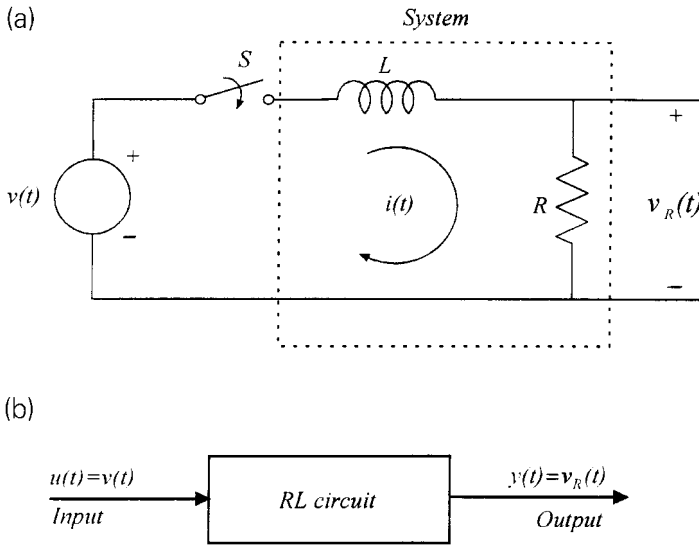 (a)
System
S
L
+
+
v(t)
i(t)
R
v_R(t)
−
−
(b)
u(t)=v(t)
Input
RL circuit
y(t)=v_R(t)
Output